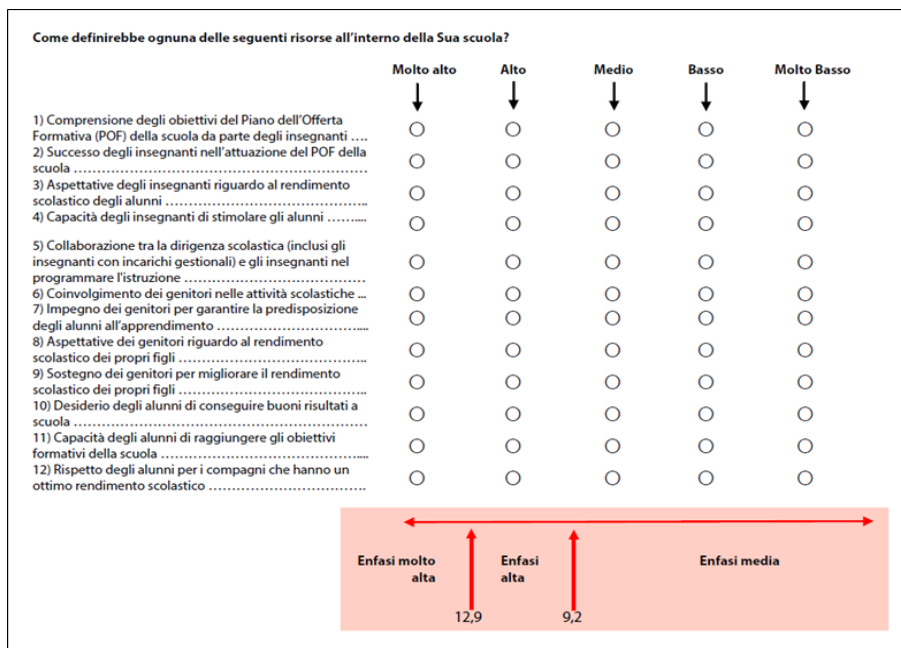 Come definirebbe ognuna delle seguenti risorse all'interno della Sua scuola?
Molto alto Alto Medio Basso Molto Basso
1) Comprensione degli obiettivi del Piano dell'Offerta
Formativa (POF) della scuola da parte degli insegnanti ....
2) Successo degli insegnanti nell'attuazione del POF della
scuola ……………………………………………………………
3) Aspettative degli insegnanti riguardo al rendimento
scolastico degli alunni ………………………………..
4) Capacità degli insegnanti di stimolare gli alunni ……....
5) Collaborazione tra la dirigenza scolastica (inclusi gli
insegnanti con incarichi gestionali) e gli insegnanti nel
programmare l'istruzione …………………………………
6) Coinvolgimento dei genitori nelle attività scolastiche ...
7) Impegno dei genitori per garantire la predisposizione
degli alunni all'apprendimento ………………………....
8) Aspettative dei genitori riguardo al rendimento
scolastico dei propri figli ………………………………..
9) Sostegno dei genitori per migliorare il rendimento
scolastico dei propri figli ………………………………..
10) Desiderio degli alunni di conseguire buoni risultati a
scuola ……………………………………………………………
11) Capacità degli alunni di raggiungere gli obiettivi
formativi della scuola …………………………………....
12) Rispetto degli alunni per i compagni che hanno un
ottimo rendimento scolastico …………………………….
Enfasi molto alta
Enfasi alta
Enfasi media
12,9 9,2